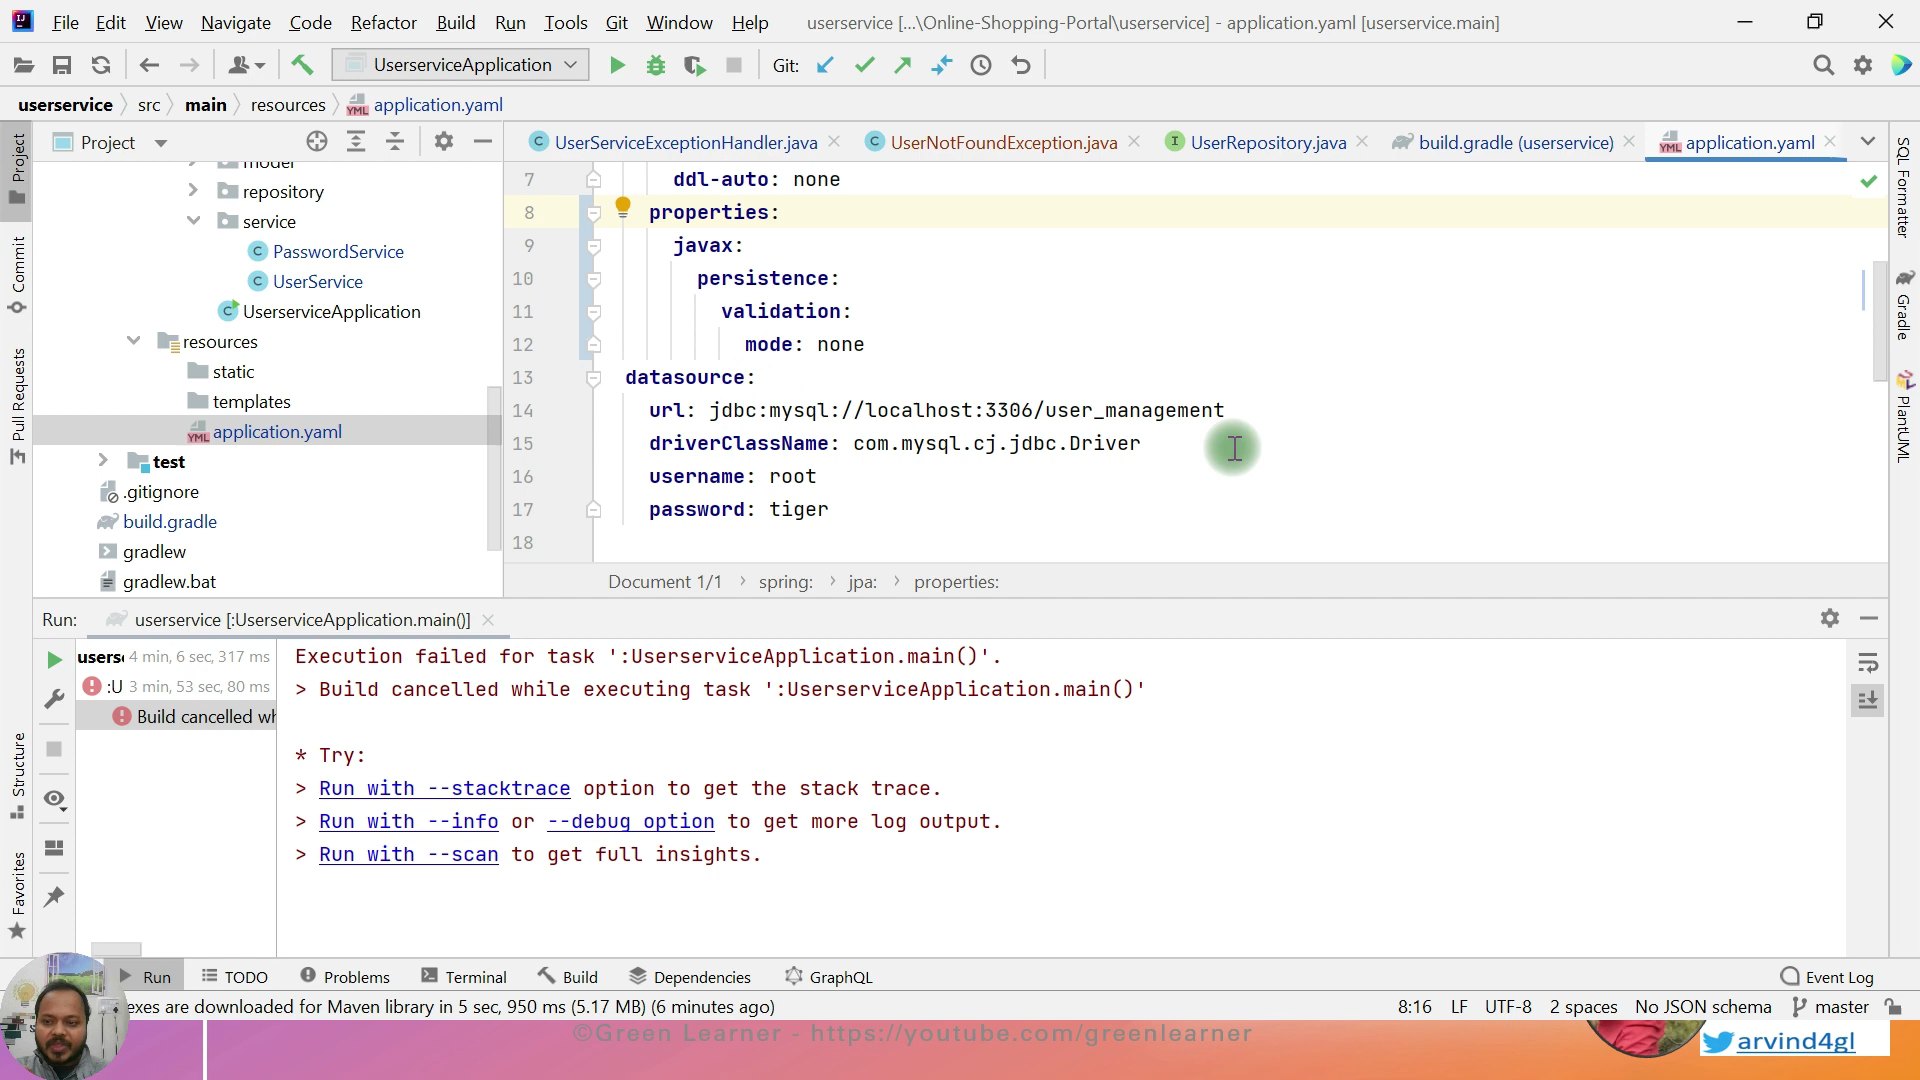 File Edit View Navigate Code Refactor Build Run Tools Git Window Help userservice [...\Online-Shopping-Portal\userservice] - application.yaml [userservice.main]
UserserviceApplication Git:
userservice src main resources application.yaml
Project UserServiceExceptionHandler.java UserNotFoundException.java UserRepository.java build.gradle (userservice) application.yaml
model
repository
service
PasswordService
UserService
UserserviceApplication
resources
static
templates
application.yaml
test
.gitignore
build.gradle
gradlew
gradlew.bat
7 ddl-auto: none
8 properties:
9 javax:
10 persistence:
11 validation:
12 mode: none
13 datasource:
14 url: jdbc:mysql://localhost:3306/user_management
15 driverClassName: com.mysql.cj.jdbc.Driver
16 username: root
17 password: tiger
18
Document 1/1 spring: jpa: properties:
Project
Commit
Pull Requests
Structure
Favorites
SQL Formatter
Gradle
PlantUML
Run: userservice [:UserserviceApplication.main()]
users 4 min, 6 sec, 317 ms
:U 3 min, 53 sec, 80 ms
Build cancelled wh
Execution failed for task ':UserserviceApplication.main()'.
> Build cancelled while executing task ':UserserviceApplication.main()'
* Try:
> Run with --stacktrace option to get the stack trace.
> Run with --info or --debug option to get more log output.
> Run with --scan to get full insights.
Run TODO Problems Terminal Build Dependencies GraphQL Event Log
exes are downloaded for Maven library in 5 sec, 950 ms (5.17 MB) (6 minutes ago) 8:16 LF UTF-8 2 spaces No JSON schema master
©Green Learner - https://youtube.com/greenlearner
arvind4gl